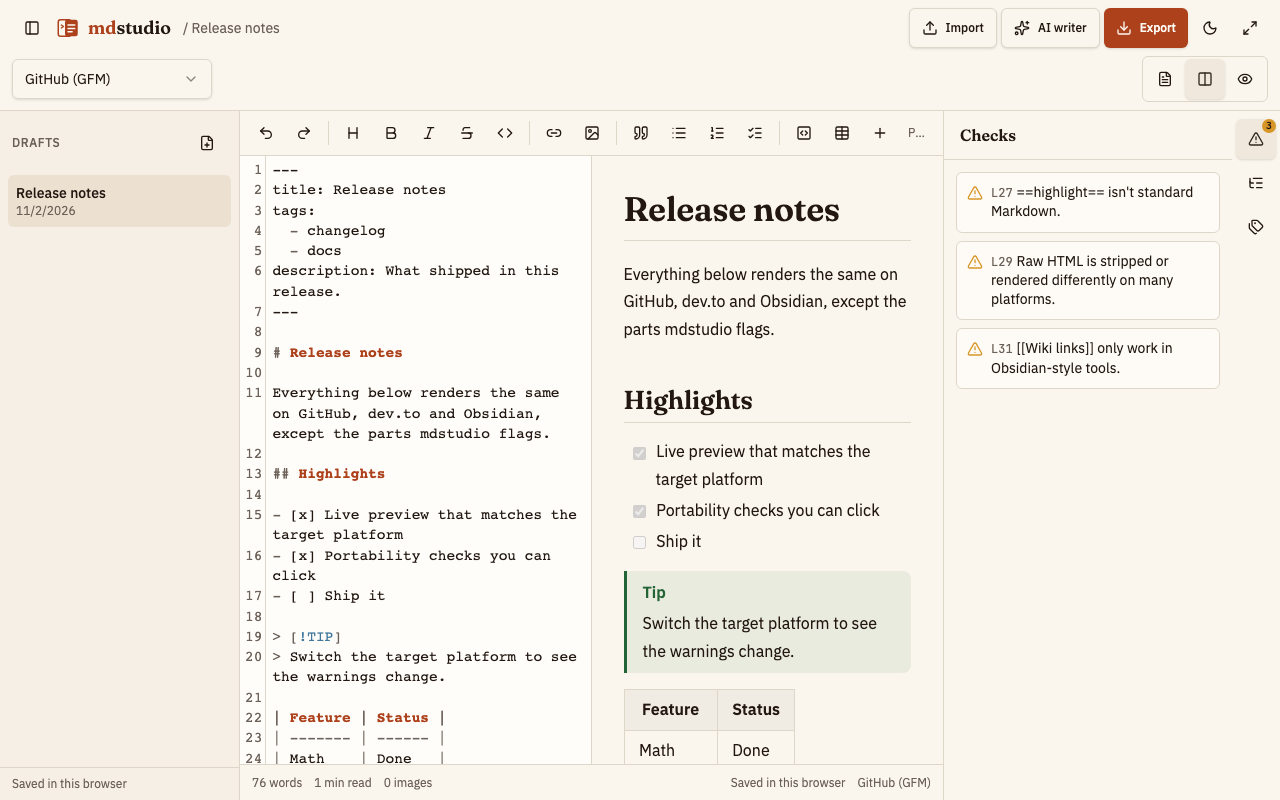 mdstudio / Release notes
Import
AI writer
Export
GitHub (GFM)
DRAFTS
Release notes
11/2/2026
Saved in this browser
P...
1 ---
2 title: Release notes
3 tags:
4   - changelog
5   - docs
6 description: What shipped in this
release.
7 ---
8
9 # Release notes
10
11 Everything below renders the same
on GitHub, dev.to and Obsidian,
except the parts mdstudio flags.
12
13 ## Highlights
14
15 - [x] Live preview that matches the
target platform
16 - [x] Portability checks you can
click
17 - [ ] Ship it
18
19 > [!TIP]
20 > Switch the target platform to see
the warnings change.
21
22 | Feature | Status |
23 | ------- | ------ |
24 | Math    | Done   |
Release notes
Everything below renders the same on
GitHub, dev.to and Obsidian, except the
parts mdstudio flags.
Highlights
Live preview that matches the
target platform
Portability checks you can click
Ship it
Tip
Switch the target platform to see
the warnings change.
Feature Status
Math Done
76 words 1 min read 0 images
Saved in this browser GitHub (GFM)
Checks
3
L27 ==highlight== isn't standard
Markdown.
L29 Raw HTML is stripped or
rendered differently on many
platforms.
L31 [[Wiki links]] only work in
Obsidian-style tools.